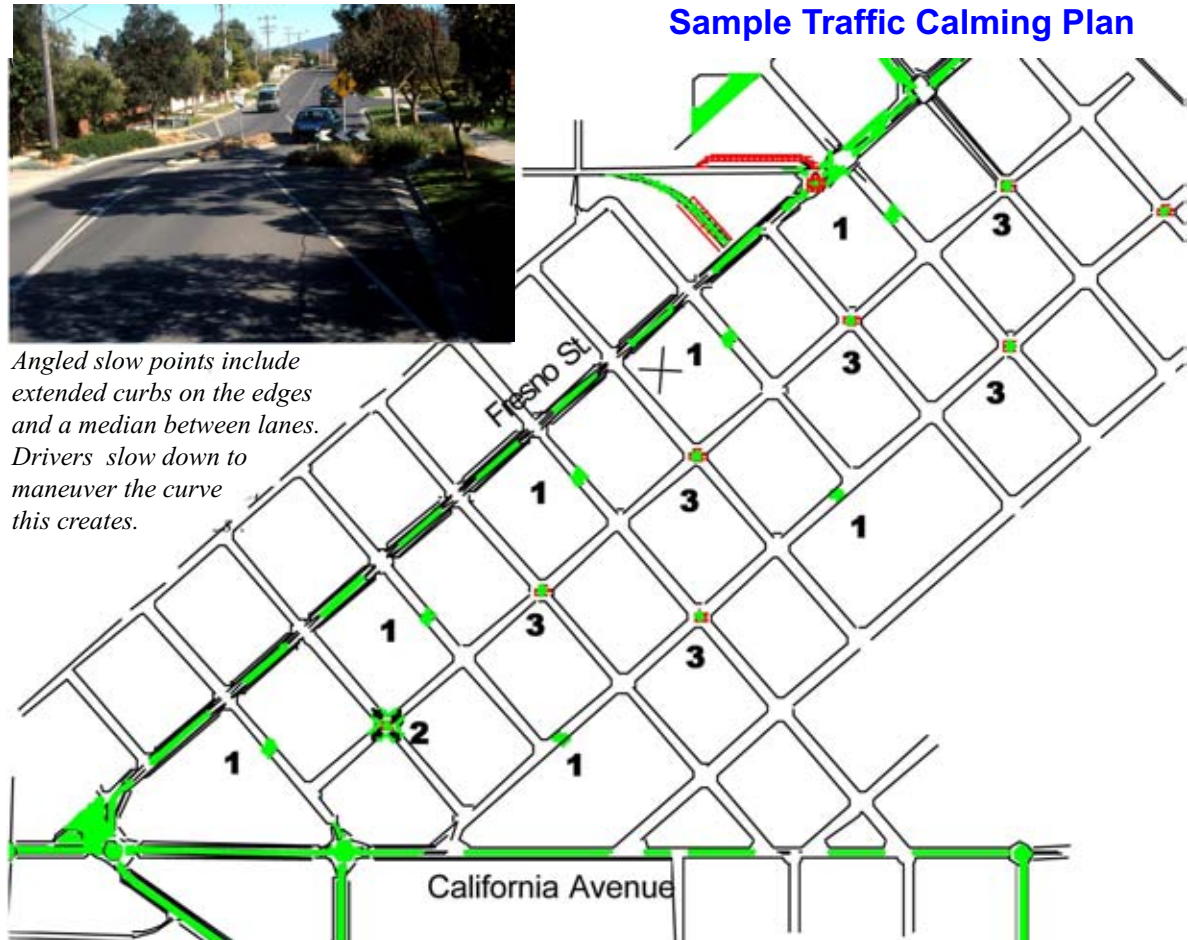 Sample Traffic Calming Plan
Angled slow points include
extended curbs on the edges
and a median between lanes.
Drivers slow down to
maneuver the curve
this creates.
1
3
1
3
Fresno St
1
3
1
3
3
1
1
3
3
2
1
1
California Avenue